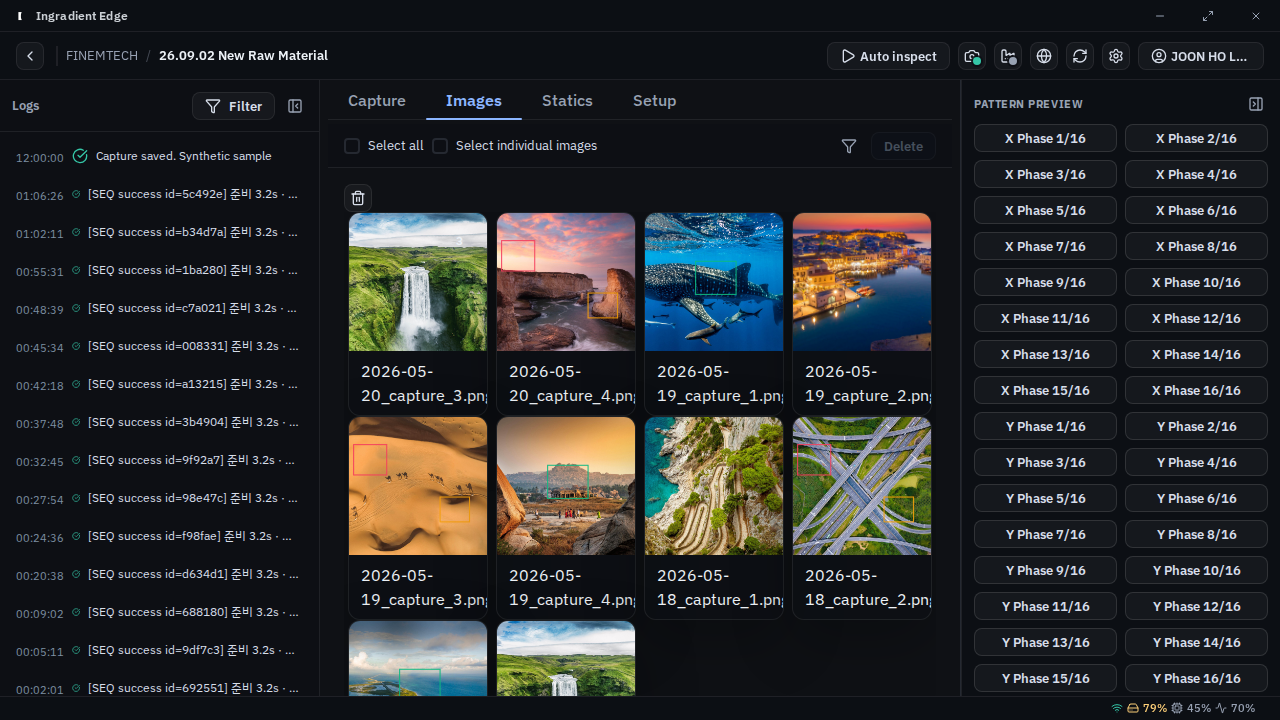 Ingradient Edge
FINEMTECH / 26.09.02 New Raw Material
Auto inspect
JOON HO L...
Logs
Filter
12:00:00 Capture saved. Synthetic sample
01:06:26 [SEQ success id=5c492e] 준비 3.2s · ...
01:02:11 [SEQ success id=b34d7a] 준비 3.2s · ...
00:55:31 [SEQ success id=1ba280] 준비 3.2s · ...
00:48:39 [SEQ success id=c7a021] 준비 3.2s · ...
00:45:34 [SEQ success id=008331] 준비 3.2s · ...
00:42:18 [SEQ success id=a13215] 준비 3.2s · ...
00:37:48 [SEQ success id=3b4904] 준비 3.2s · ...
00:32:45 [SEQ success id=9f92a7] 준비 3.2s · ...
00:27:54 [SEQ success id=98e47c] 준비 3.2s · ...
00:24:36 [SEQ success id=f98fae] 준비 3.2s · ...
00:20:38 [SEQ success id=d634d1] 준비 3.2s · ...
00:09:02 [SEQ success id=688180] 준비 3.2s · ...
00:05:11 [SEQ success id=9df7c3] 준비 3.2s · ...
00:02:01 [SEQ success id=692551] 준비 3.2s · ...
Capture Images Statics Setup
Select all Select individual images
Delete
2026-05-
20_capture_3.png
2026-05-
20_capture_4.png
2026-05-
19_capture_1.png
2026-05-
19_capture_2.png
2026-05-
19_capture_3.png
2026-05-
19_capture_4.png
2026-05-
18_capture_1.png
2026-05-
18_capture_2.png
PATTERN PREVIEW
X Phase 1/16 X Phase 2/16
X Phase 3/16 X Phase 4/16
X Phase 5/16 X Phase 6/16
X Phase 7/16 X Phase 8/16
X Phase 9/16 X Phase 10/16
X Phase 11/16 X Phase 12/16
X Phase 13/16 X Phase 14/16
X Phase 15/16 X Phase 16/16
Y Phase 1/16 Y Phase 2/16
Y Phase 3/16 Y Phase 4/16
Y Phase 5/16 Y Phase 6/16
Y Phase 7/16 Y Phase 8/16
Y Phase 9/16 Y Phase 10/16
Y Phase 11/16 Y Phase 12/16
Y Phase 13/16 Y Phase 14/16
Y Phase 15/16 Y Phase 16/16
79% 45% 70%